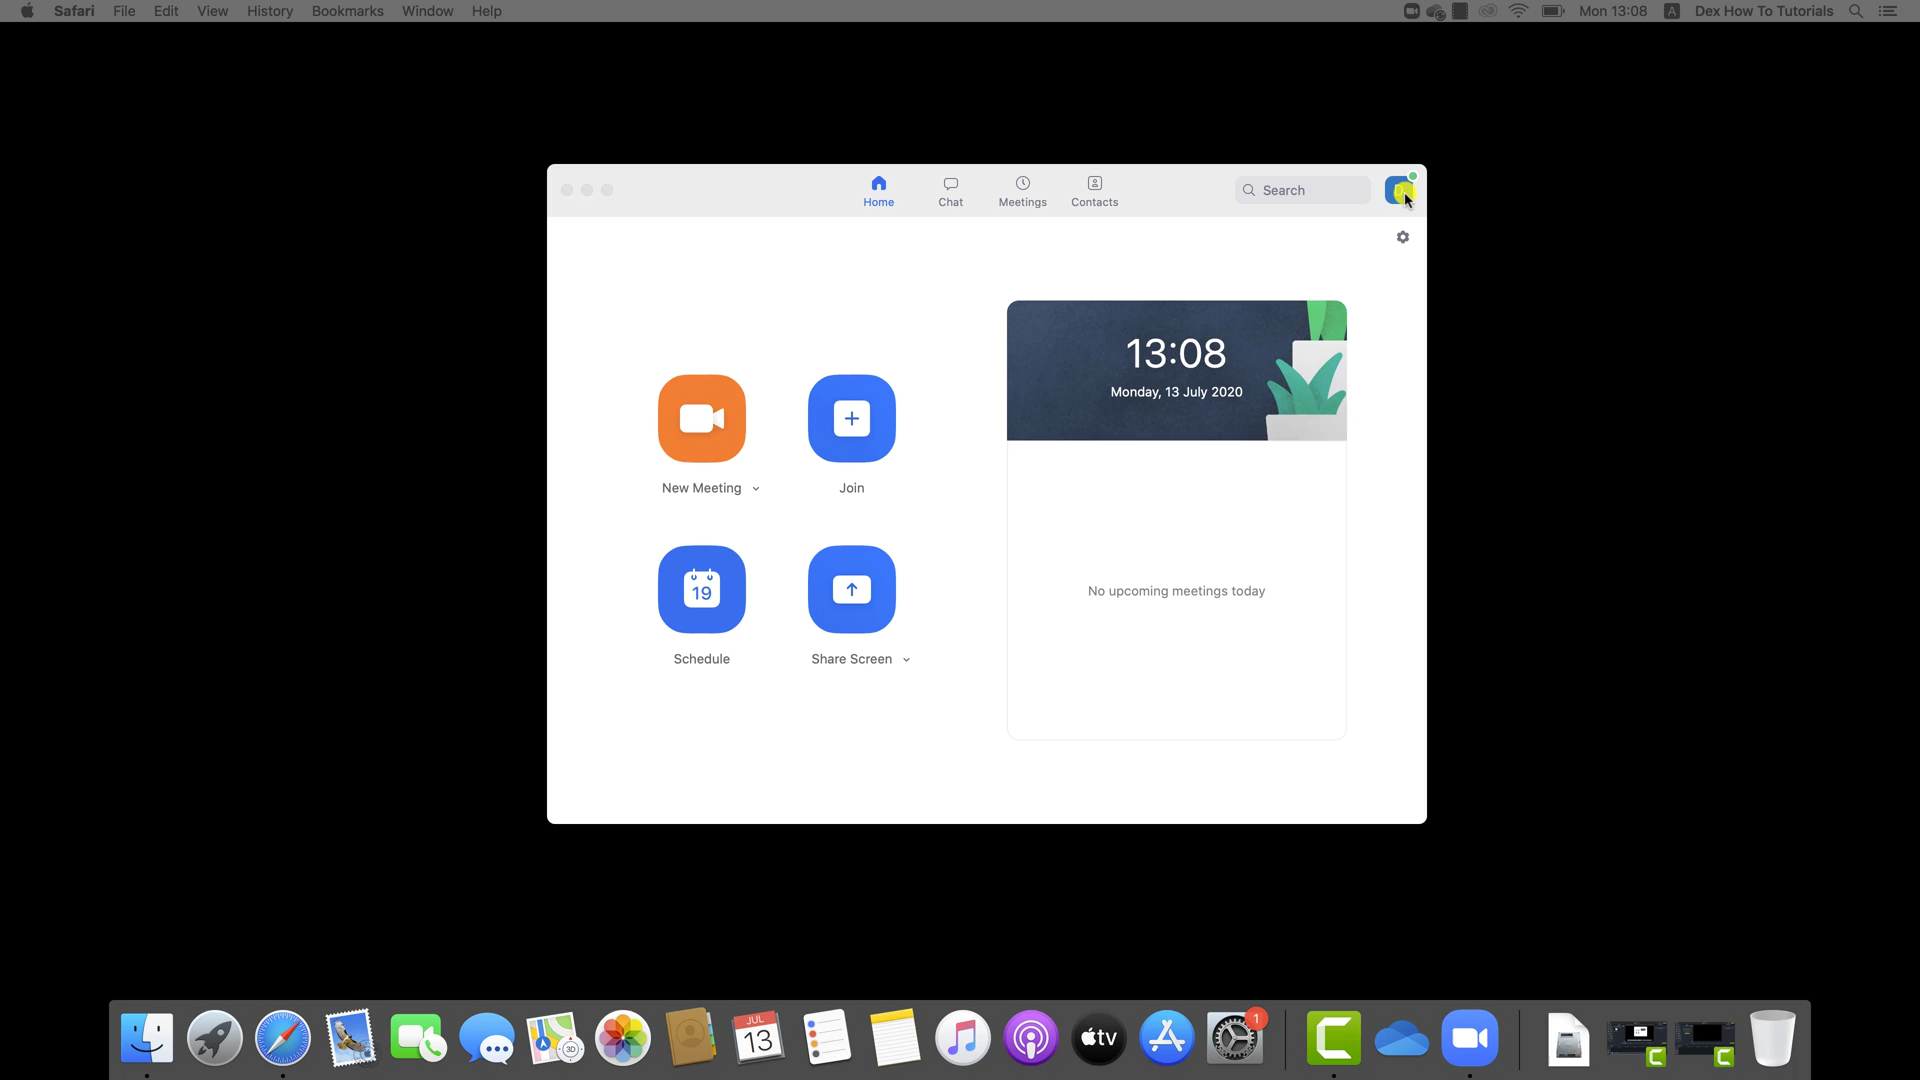 Safari File Edit View History Bookmarks Window Help Mon 13:08 A Dex How To Tutorials
Home Chat Meetings Contacts Search
13:08
Monday, 13 July 2020
New Meeting Join
19
Schedule Share Screen
No upcoming meetings today
JUL
13
3D
tv
1